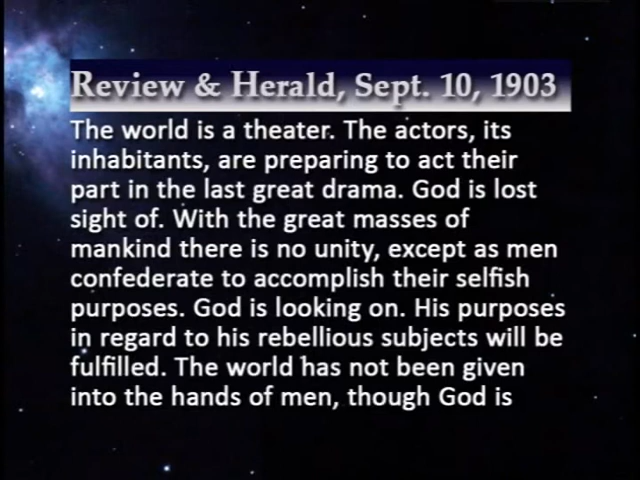 Review & Herald, Sept. 10, 1903
The world is a theater. The actors, its
inhabitants, are preparing to act their
part in the last great drama. God is lost
sight of. With the great masses of
mankind there is no unity, except as men
confederate to accomplish their selfish
purposes. God is looking on. His purposes
in regard to his rebellious subjects will be
fulfilled. The world has not been given
into the hands of men, though God is